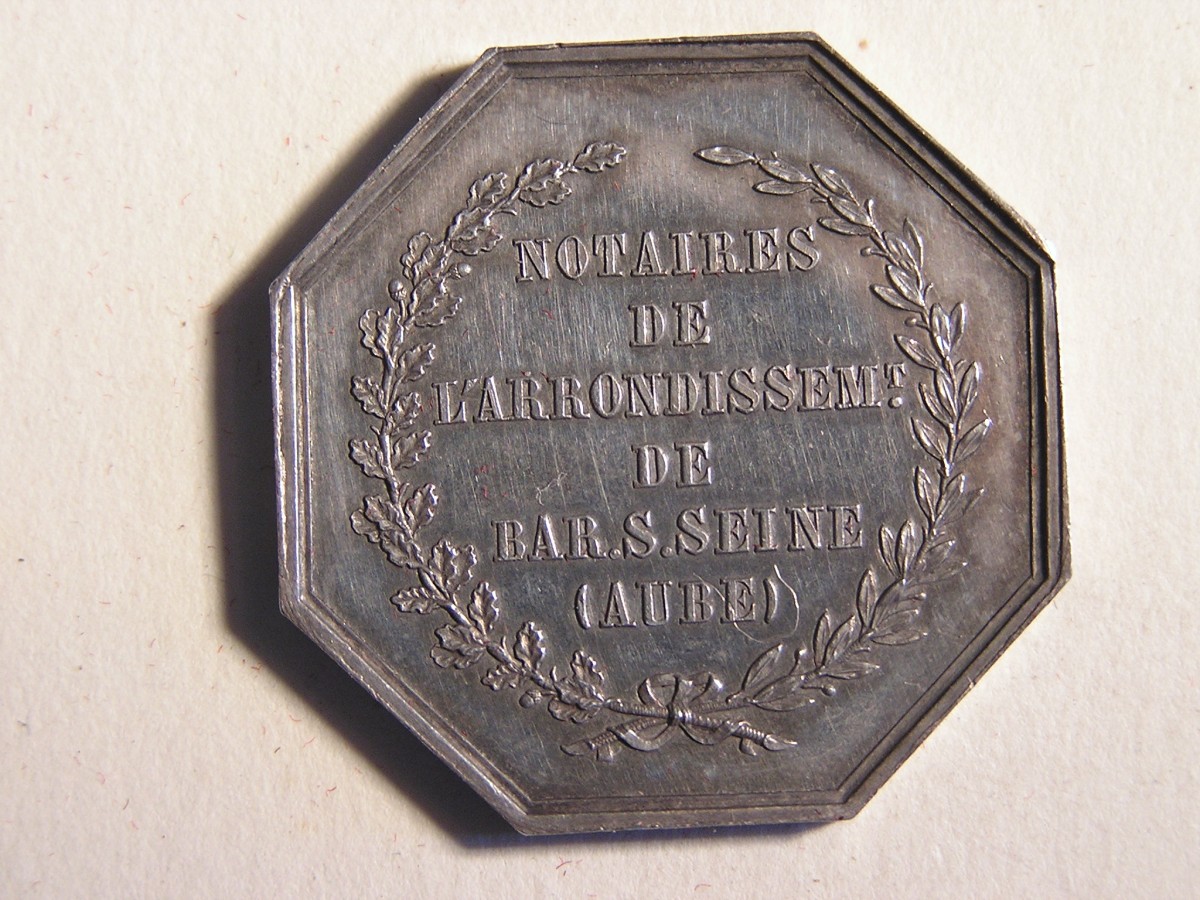 NOTAIRES
DE
L'ARRONDISSEMT.
DE
BAR.S.SEINE
(AUBE)